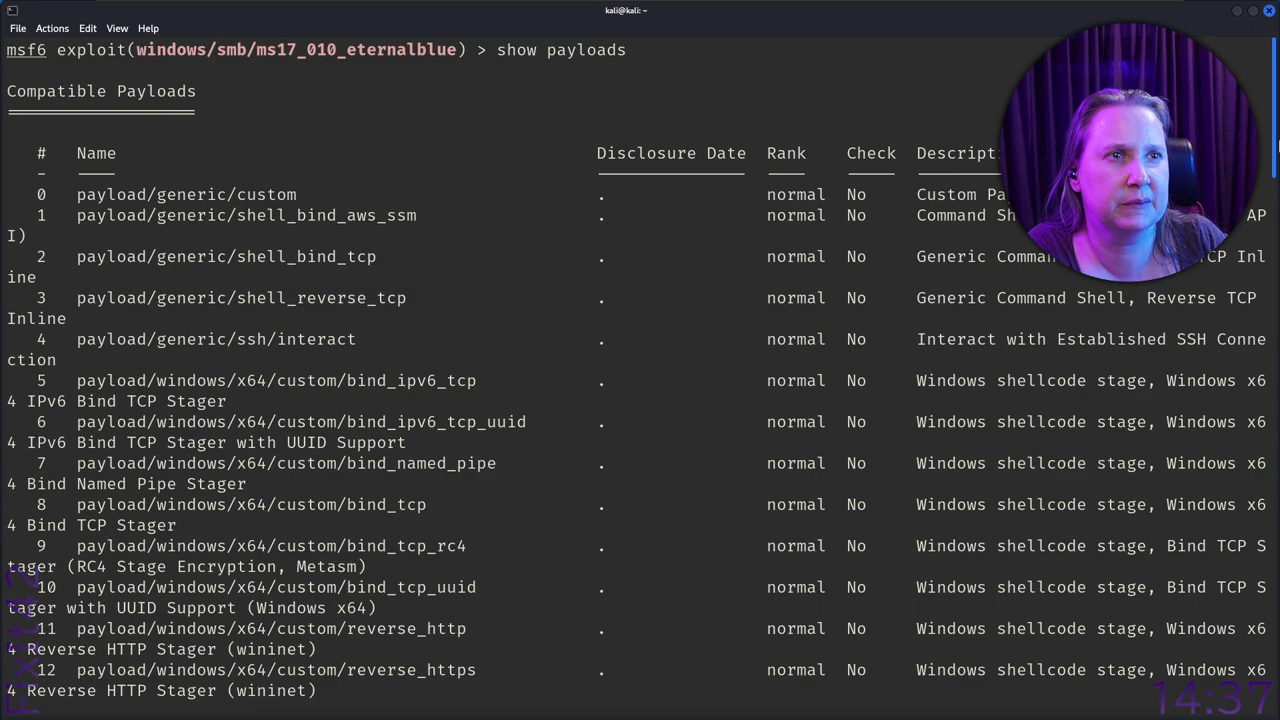 kali@kali: ~
File Actions Edit View Help
msf6 exploit(windows/smb/ms17_010_eternalblue) > show payloads
Compatible Payloads
# Name Disclosure Date Rank Check Descripti
0 payload/generic/custom . normal No Custom Pa
1 payload/generic/shell_bind_aws_ssm . normal No Command Sh AP
I)
2 payload/generic/shell_bind_tcp . normal No Generic Comma TCP Inl
ine
3 payload/generic/shell_reverse_tcp . normal No Generic Command Shell, Reverse TCP
Inline
4 payload/generic/ssh/interact . normal No Interact with Established SSH Conne
ction
5 payload/windows/x64/custom/bind_ipv6_tcp . normal No Windows shellcode stage, Windows x6
4 IPv6 Bind TCP Stager
6 payload/windows/x64/custom/bind_ipv6_tcp_uuid . normal No Windows shellcode stage, Windows x6
4 IPv6 Bind TCP Stager with UUID Support
7 payload/windows/x64/custom/bind_named_pipe . normal No Windows shellcode stage, Windows x6
4 Bind Named Pipe Stager
8 payload/windows/x64/custom/bind_tcp . normal No Windows shellcode stage, Windows x6
4 Bind TCP Stager
9 payload/windows/x64/custom/bind_tcp_rc4 . normal No Windows shellcode stage, Bind TCP S
tager (RC4 Stage Encryption, Metasm)
10 payload/windows/x64/custom/bind_tcp_uuid . normal No Windows shellcode stage, Bind TCP S
tager with UUID Support (Windows x64)
11 payload/windows/x64/custom/reverse_http . normal No Windows shellcode stage, Windows x6
4 Reverse HTTP Stager (wininet)
12 payload/windows/x64/custom/reverse_https . normal No Windows shellcode stage, Windows x6
4 Reverse HTTP Stager (wininet)
Fixit42
14:37